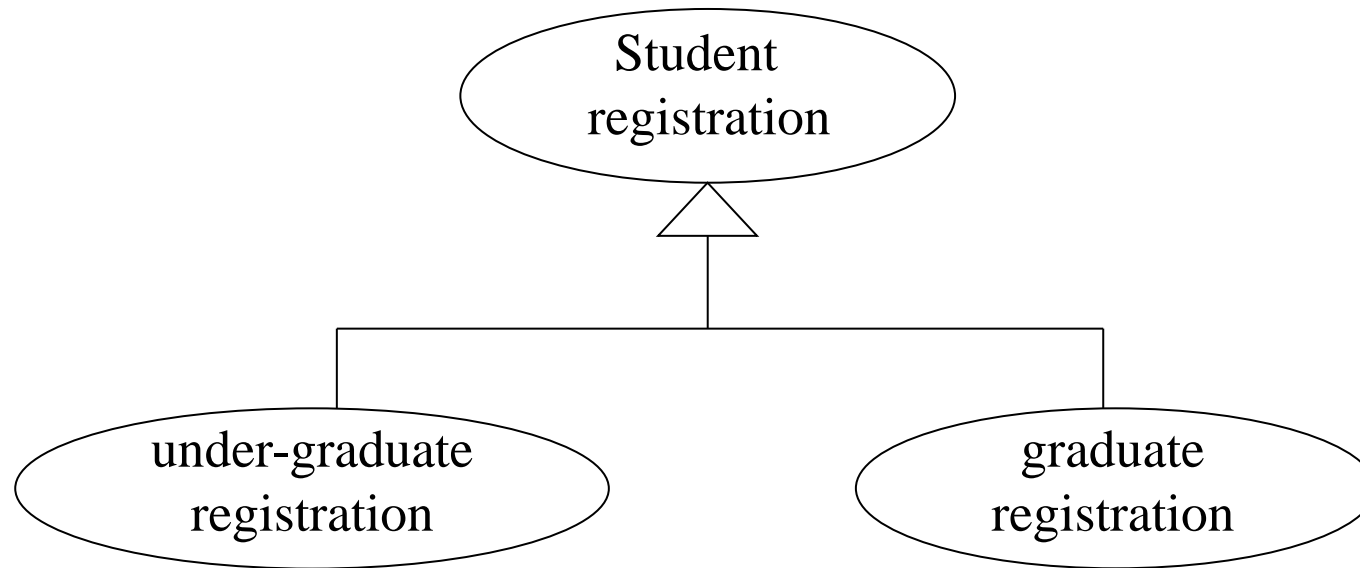 Student
registration
under-graduate
registration
graduate
registration